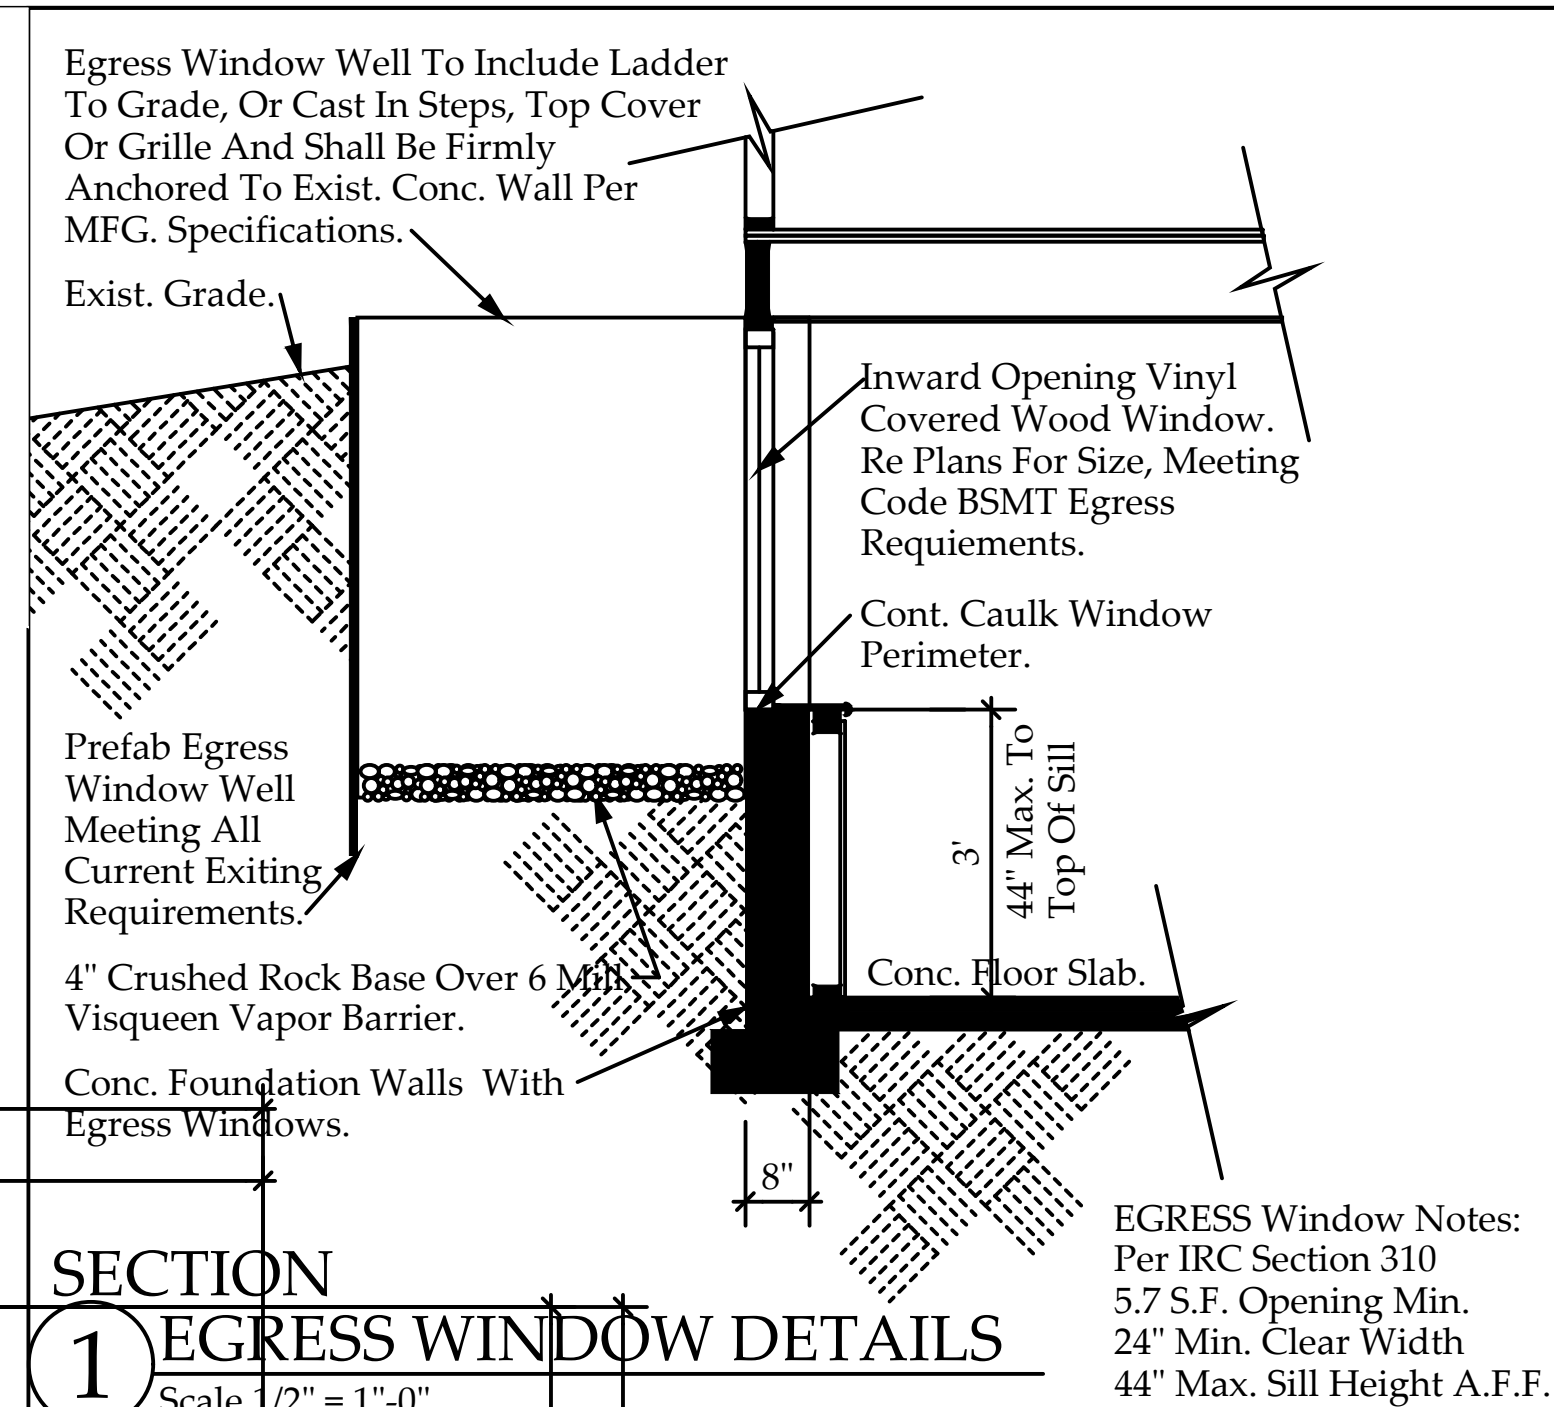 Egress Window Well To Include Ladder
To Grade, Or Cast In Steps, Top Cover
Or Grille And Shall Be Firmly
Anchored To Exist. Conc. Wall Per
MFG. Specifications.
Exist. Grade.
Inward Opening Vinyl
Covered Wood Window.
Re Plans For Size, Meeting
Code BSMT Egress
Requiements.
Cont. Caulk Window
Perimeter.
Prefab Egress
Window Well
Meeting All
Current Exiting
Requirements.
3'
44" Max. To
Top Of Sill
Conc. Floor Slab.
4" Crushed Rock Base Over 6 Mill.
Visqueen Vapor Barrier.
Conc. Foundation Walls With
Egress Windows.
8"
EGRESS Window Notes:
Per IRC Section 310
5.7 S.F. Opening Min.
24" Min. Clear Width
44" Max. Sill Height A.F.F.
SECTION
1
EGRESS WINDOW DETAILS
Scale 1/2" = 1"-0"